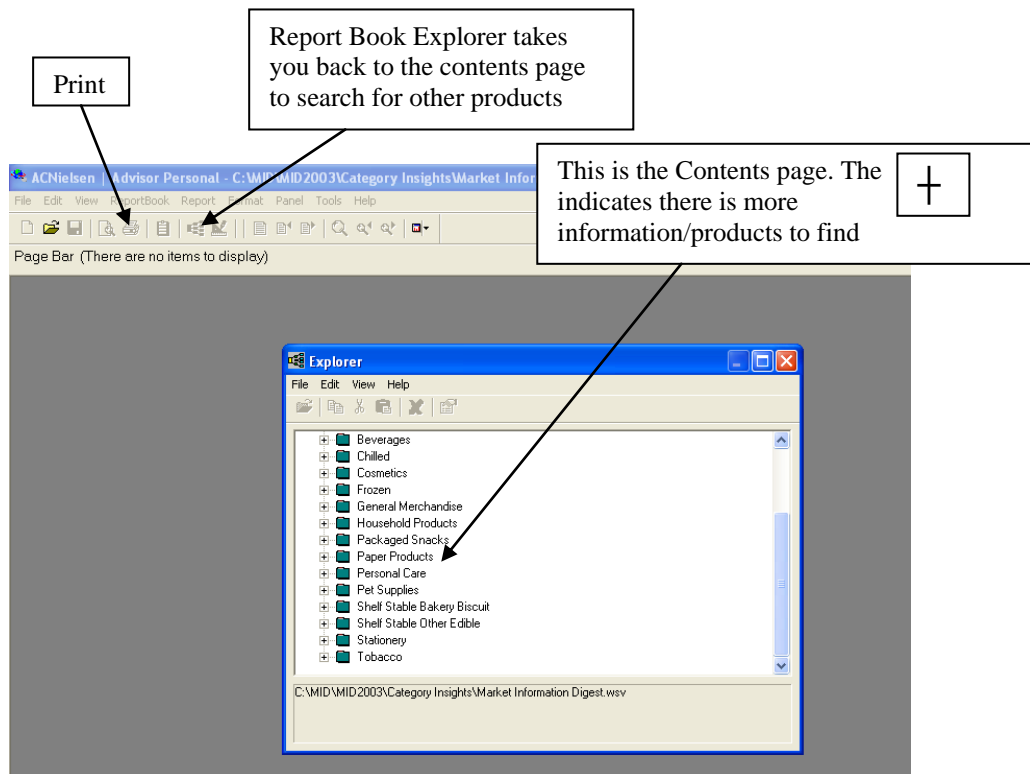 Report Book Explorer takes
you back to the contents page
to search for other products
Print
This is the Contents page. The +
indicates there is more
information/products to find
ACNielsen | Advisor Personal - C:\MID\MID2003\Category Insights\Market Infor
File Edit View ReportBook Report Format Panel Tools Help
Page Bar (There are no items to display)
Explorer
File Edit View Help
Beverages
Chilled
Cosmetics
Frozen
General Merchandise
Household Products
Packaged Snacks
Paper Products
Personal Care
Pet Supplies
Shelf Stable Bakery Biscuit
Shelf Stable Other Edible
Stationery
Tobacco
C:\MID\MID2003\Category Insights\Market Information Digest.wsv